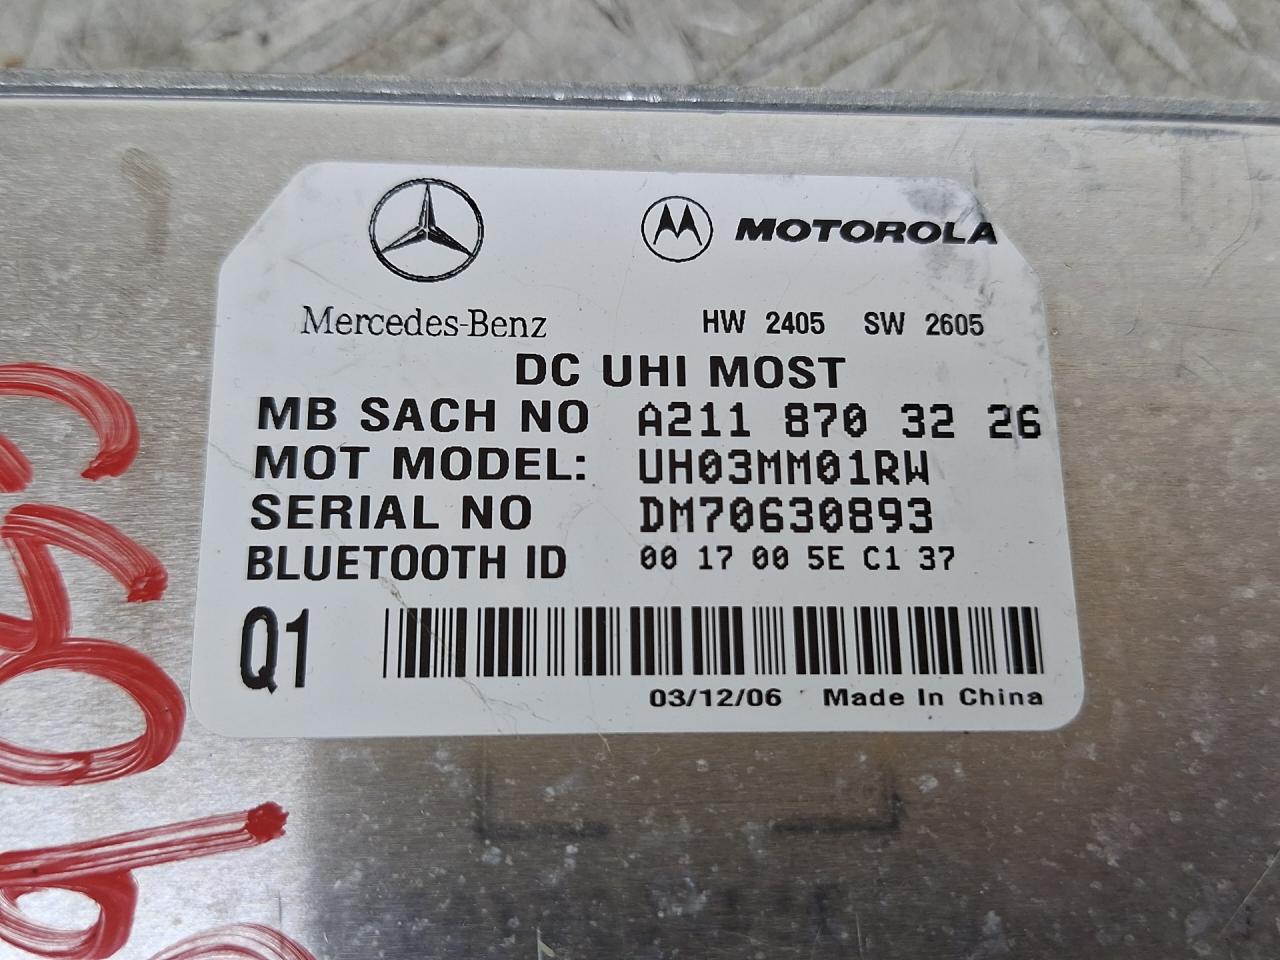 MOTOROLA
Mercedes-Benz
HW 2405 SW 2605
DC UHI MOST
MB SACH NO A211 870 32 26
MOT MODEL: UH03MM01RW
SERIAL NO DM70630893
BLUETOOTH ID 00 17 00 5E C1 37
Q1
03/12/06 Made In China